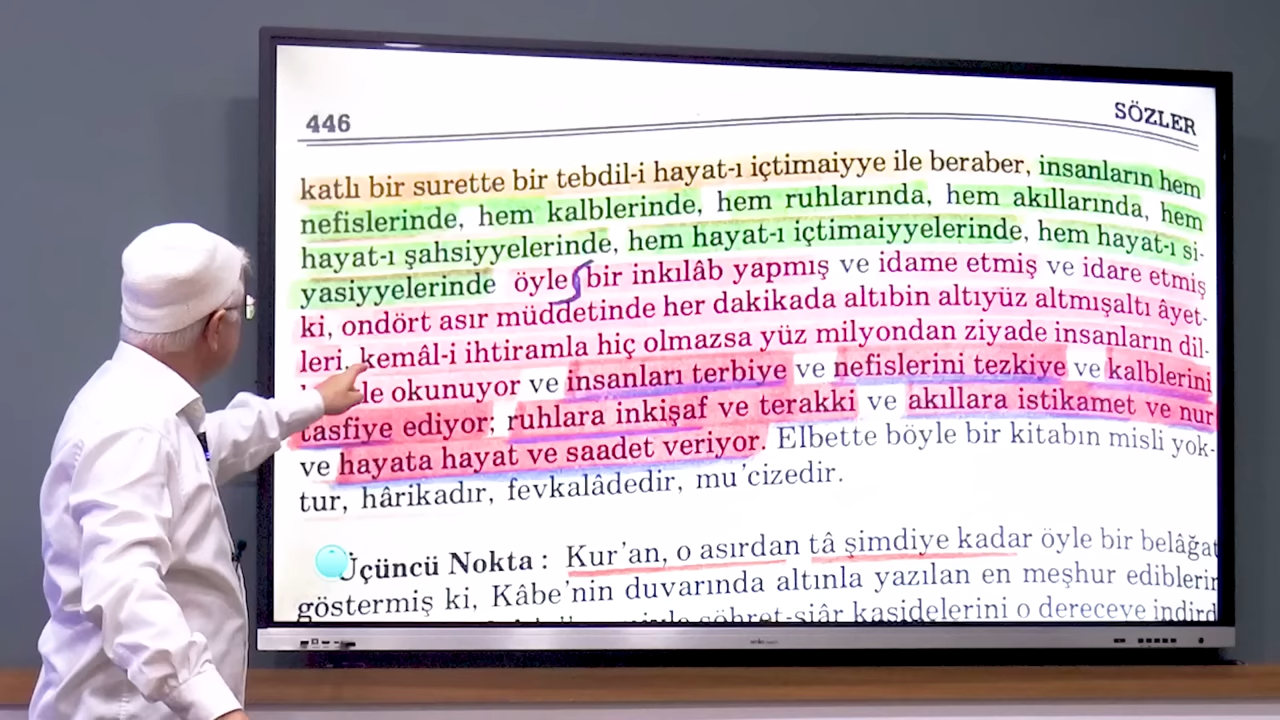 446
SÖZLER
katlı bir surette bir tebdil-i hayat-ı içtimaiyye ile beraber, insanların hem
nefislerinde, hem kalblerinde, hem ruhlarında, hem akıllarında, hem
hayat-ı şahsiyyelerinde, hem hayat-ı içtimaiyyelerinde, hem hayat-ı si-
yasiyyelerinde öyle bir inkılâb yapmış ve idame etmiş ve idare etmiş
ki, ondört asır müddetinde her dakikada altıbin altıyüz altmışaltı âyet-
leri, kemâl-i ihtiramla hiç olmazsa yüz milyondan ziyade insanların dil-
le okunuyor ve insanları terbiye ve nefislerini tezkiye ve kalblerini
tasfiye ediyor; ruhlara inkişaf ve terakki ve akıllara istikamet ve nur
ve hayata hayat ve saadet veriyor. Elbette böyle bir kitabın misli yok-
tur, hârikadır, fevkalâdedir, mu'cizedir.
Üçüncü Nokta : Kur'an, o asırdan tâ şimdiye kadar öyle bir belâğat
göstermiş ki, Kâbe'nin duvarında altınla yazılan en meşhur ediblerin
şöhret-şiâr kasidelerini o dereceye indird